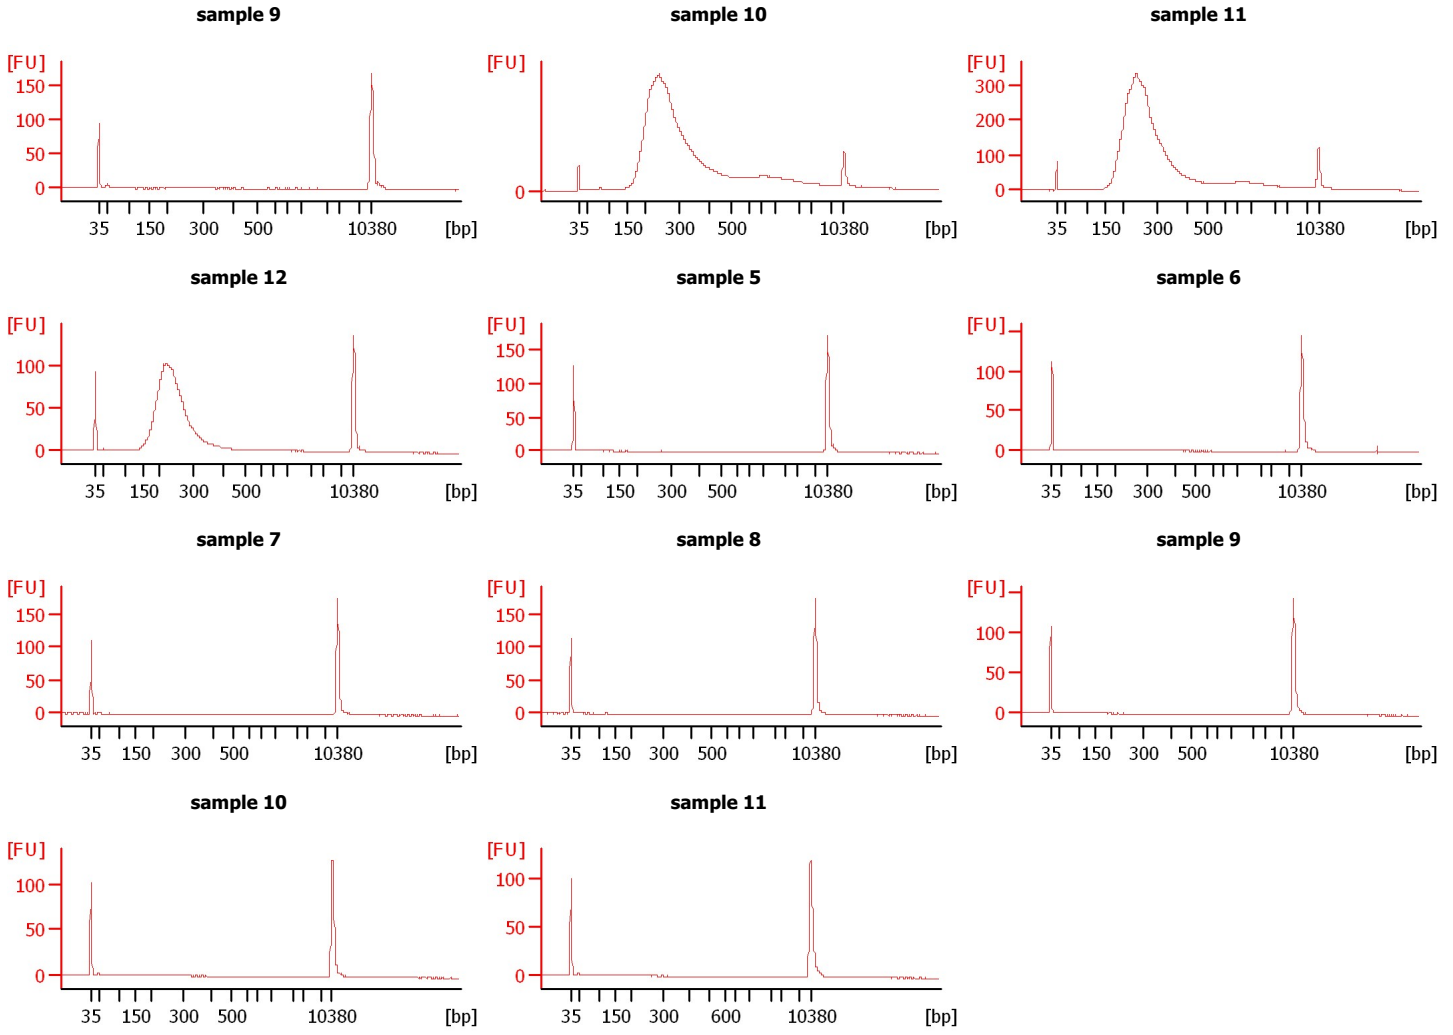 sample 9 sample 10 sample 11
[FU] [FU] [FU]
150 300
100 200
50 100
0 0 0
35 150 300 500 10380 [bp] 35 150 300 500 10380 [bp] 35 150 300 500 10380 [bp]
sample 12 sample 5 sample 6
[FU] [FU] [FU]
150
100 100 100
50 50 50
0 0 0
35 150 300 500 10380 [bp] 35 150 300 500 10380 [bp] 35 150 300 500 10380 [bp]
sample 7 sample 8 sample 9
[FU] [FU] [FU]
150 150
100 100 100
50 50 50
0 0 0
35 150 300 500 10380 [bp] 35 150 300 500 10380 [bp] 35 150 300 500 10380 [bp]
sample 10 sample 11
[FU] [FU]
100 100
50 50
0 0
35 150 300 500 10380 [bp] 35 150 300 600 10380 [bp]